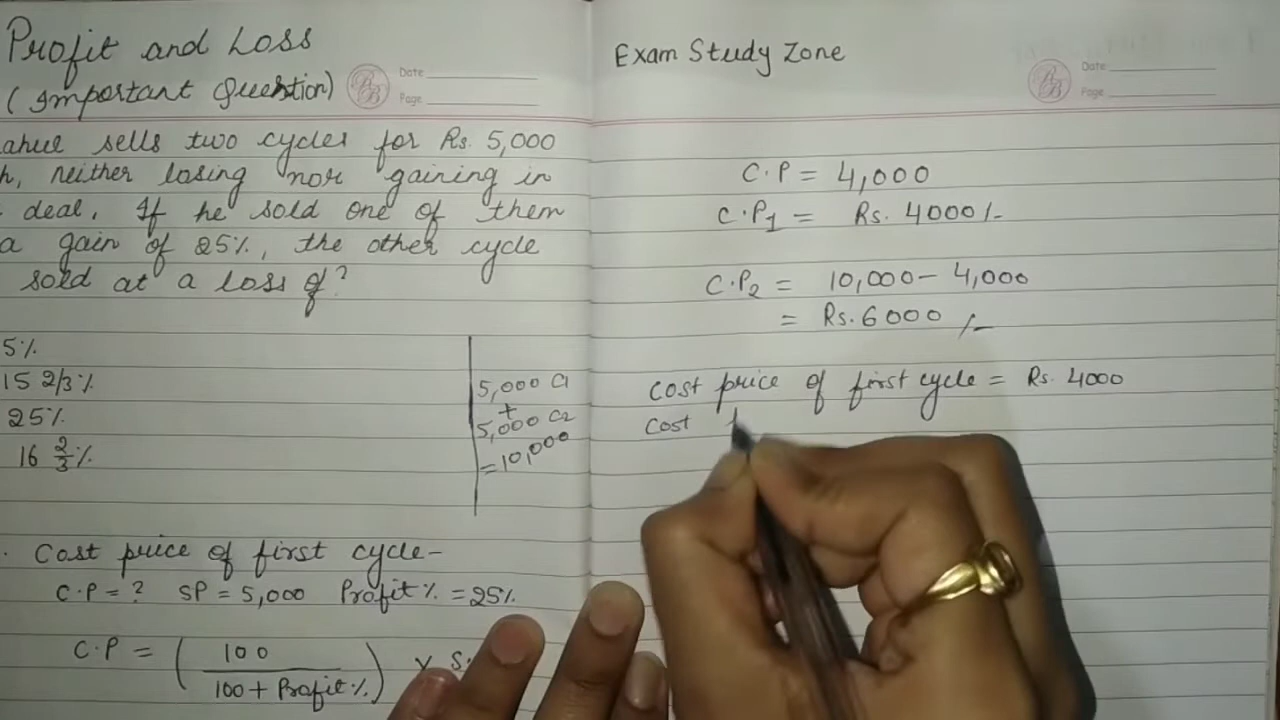 Profit and Loss
(Important Question)
Date
Page
ahul sells two cycles for Rs. 5,000
h, neither losing nor gaining in
deal. If he sold one of them
a gain of 25%, the other cycle
sold at a loss of?
5%
15 2/3%
25%
16 2/3%
5,000 C1
+
5,000 C2
=10,000
. Cost price of first cycle-
C.P = ? SP = 5,000 Profit% = 25%
C.P = (100 / 100 + Profit%) x S.
Exam Study Zone
Date
Page
C.P = 4,000
C.P1 = Rs. 4000/-
C.P2 = 10,000 - 4,000
= Rs. 6000/-
Cost price of first cycle = Rs. 4000
Cost